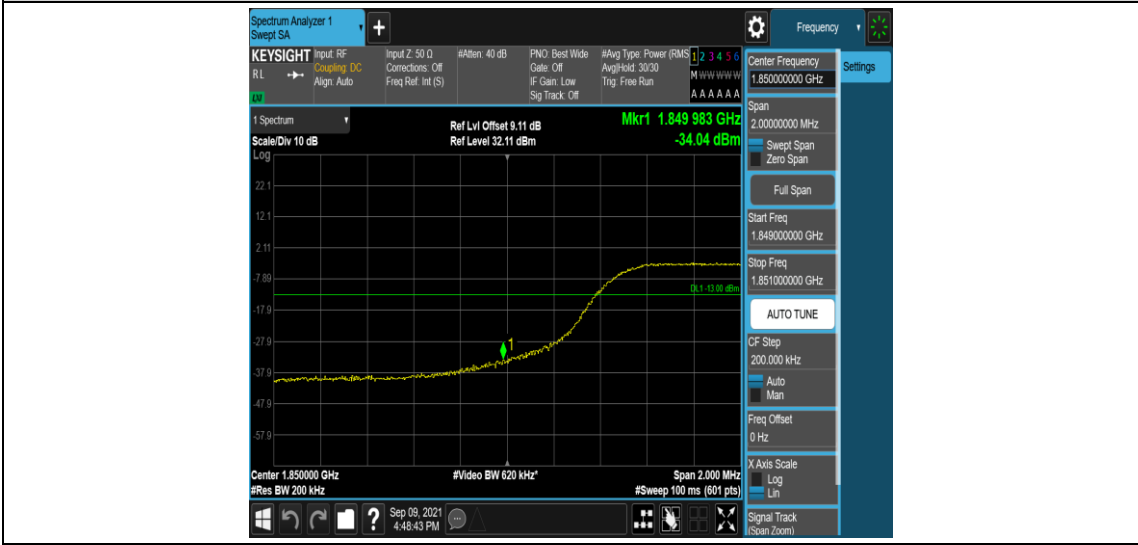 Spectrum Analyzer 1
Swept SA
+
Frequency
KEYSIGHT
RL
LM
Input: RF
Coupling: DC
Align: Auto
Input Z: 50 Ω
Corrections: Off
Freq Ref: Int (S)
#Atten: 40 dB
PNO: Best Wide
Gate: Off
IF Gain: Low
Sig Track: Off
#Avg Type: Power (RMS
Avg|Hold: 30/30
Trig: Free Run
1 2 3 4 5 6
M W W W W W
A A A A A A
Center Frequency
1.850000000 GHz
Settings
Span
2.00000000 MHz
Swept Span
Zero Span
Full Span
Start Freq
1.849000000 GHz
Stop Freq
1.851000000 GHz
AUTO TUNE
CF Step
200.000 kHz
Auto
Man
Freq Offset
0 Hz
X Axis Scale
Log
Lin
Signal Track
(Span Zoom)
1 Spectrum
Scale/Div 10 dB
Log
Ref Lvl Offset 9.11 dB
Ref Level 32.11 dBm
Mkr1 1.849 983 GHz
-34.04 dBm
22.1
12.1
2.11
-7.89
DL1 -13.00 dBm
-17.9
-27.9
1
-37.9
-47.9
-57.9
Center 1.850000 GHz
#Res BW 200 kHz
#Video BW 620 kHz*
Span 2.000 MHz
#Sweep 100 ms (601 pts)
?
Sep 09, 2021
4:48:43 PM